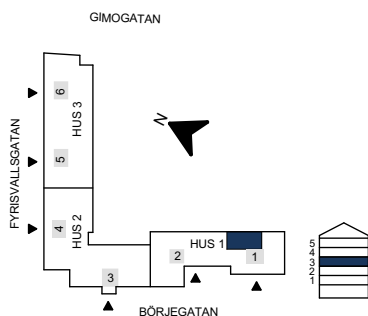 GIMOGATAN
N
FYRISVALLSGATAN
6
HUS 3
5
4
HUS 2
3
HUS 1
2
1
BÖRJEGATAN
5
4
3
2
1